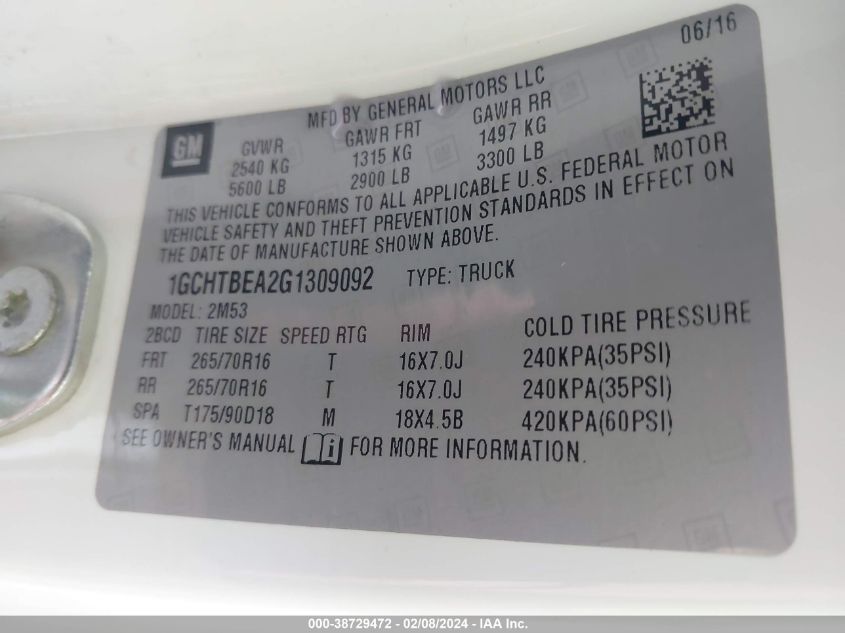 06/16
MFD BY GENERAL MOTORS LLC
GM
GVWR GAWR FRT GAWR RR
2540 KG 1315 KG 1497 KG
5600 LB 2900 LB 3300 LB
THIS VEHICLE CONFORMS TO ALL APPLICABLE U.S. FEDERAL MOTOR
VEHICLE SAFETY AND THEFT PREVENTION STANDARDS IN EFFECT ON
THE DATE OF MANUFACTURE SHOWN ABOVE.
1GCHTBEA2G1309092 TYPE: TRUCK
MODEL: 2M53
2BCD TIRE SIZE SPEED RTG RIM COLD TIRE PRESSURE
FRT 265/70R16 T 16X7.0J 240KPA(35PSI)
RR 265/70R16 T 16X7.0J 240KPA(35PSI)
SPA T175/90D18 M 18X4.5B 420KPA(60PSI)
SEE OWNER'S MANUAL i FOR MORE INFORMATION.
000-38729472 - 02/08/2024 - IAA Inc.